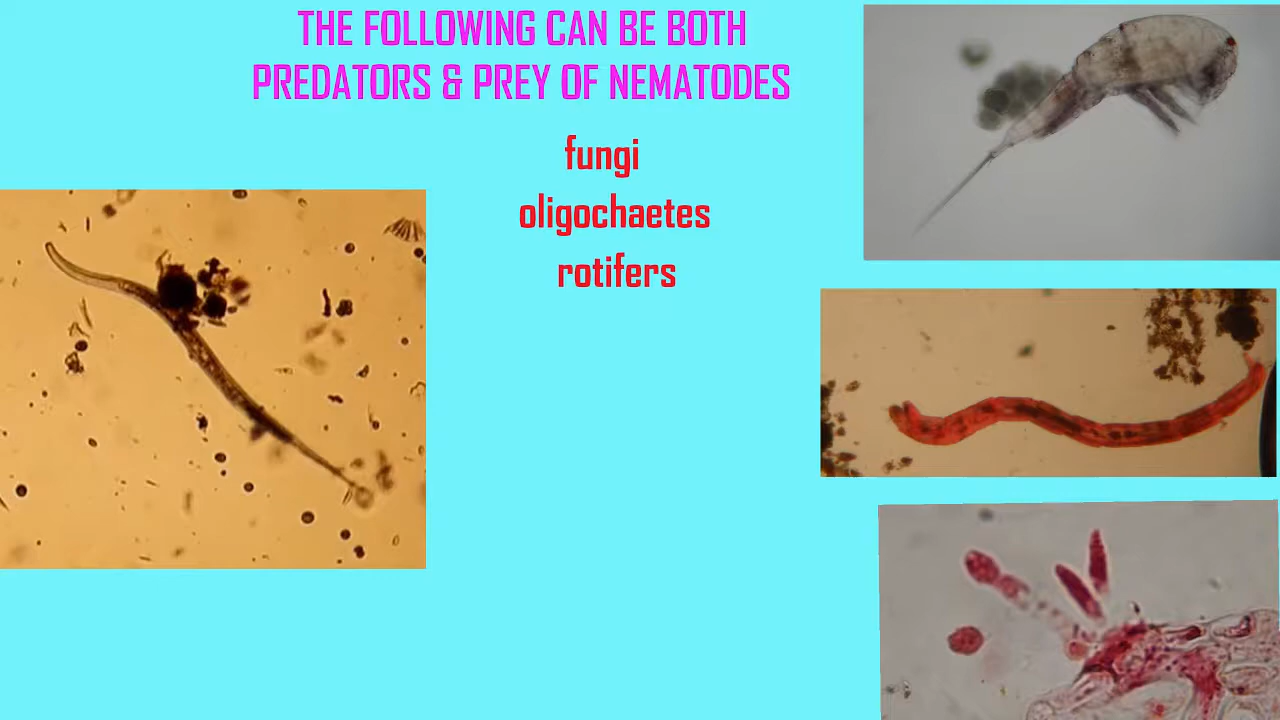 THE FOLLOWING CAN BE BOTH
PREDATORS & PREY OF NEMATODES
fungi
oligochaetes
rotifers